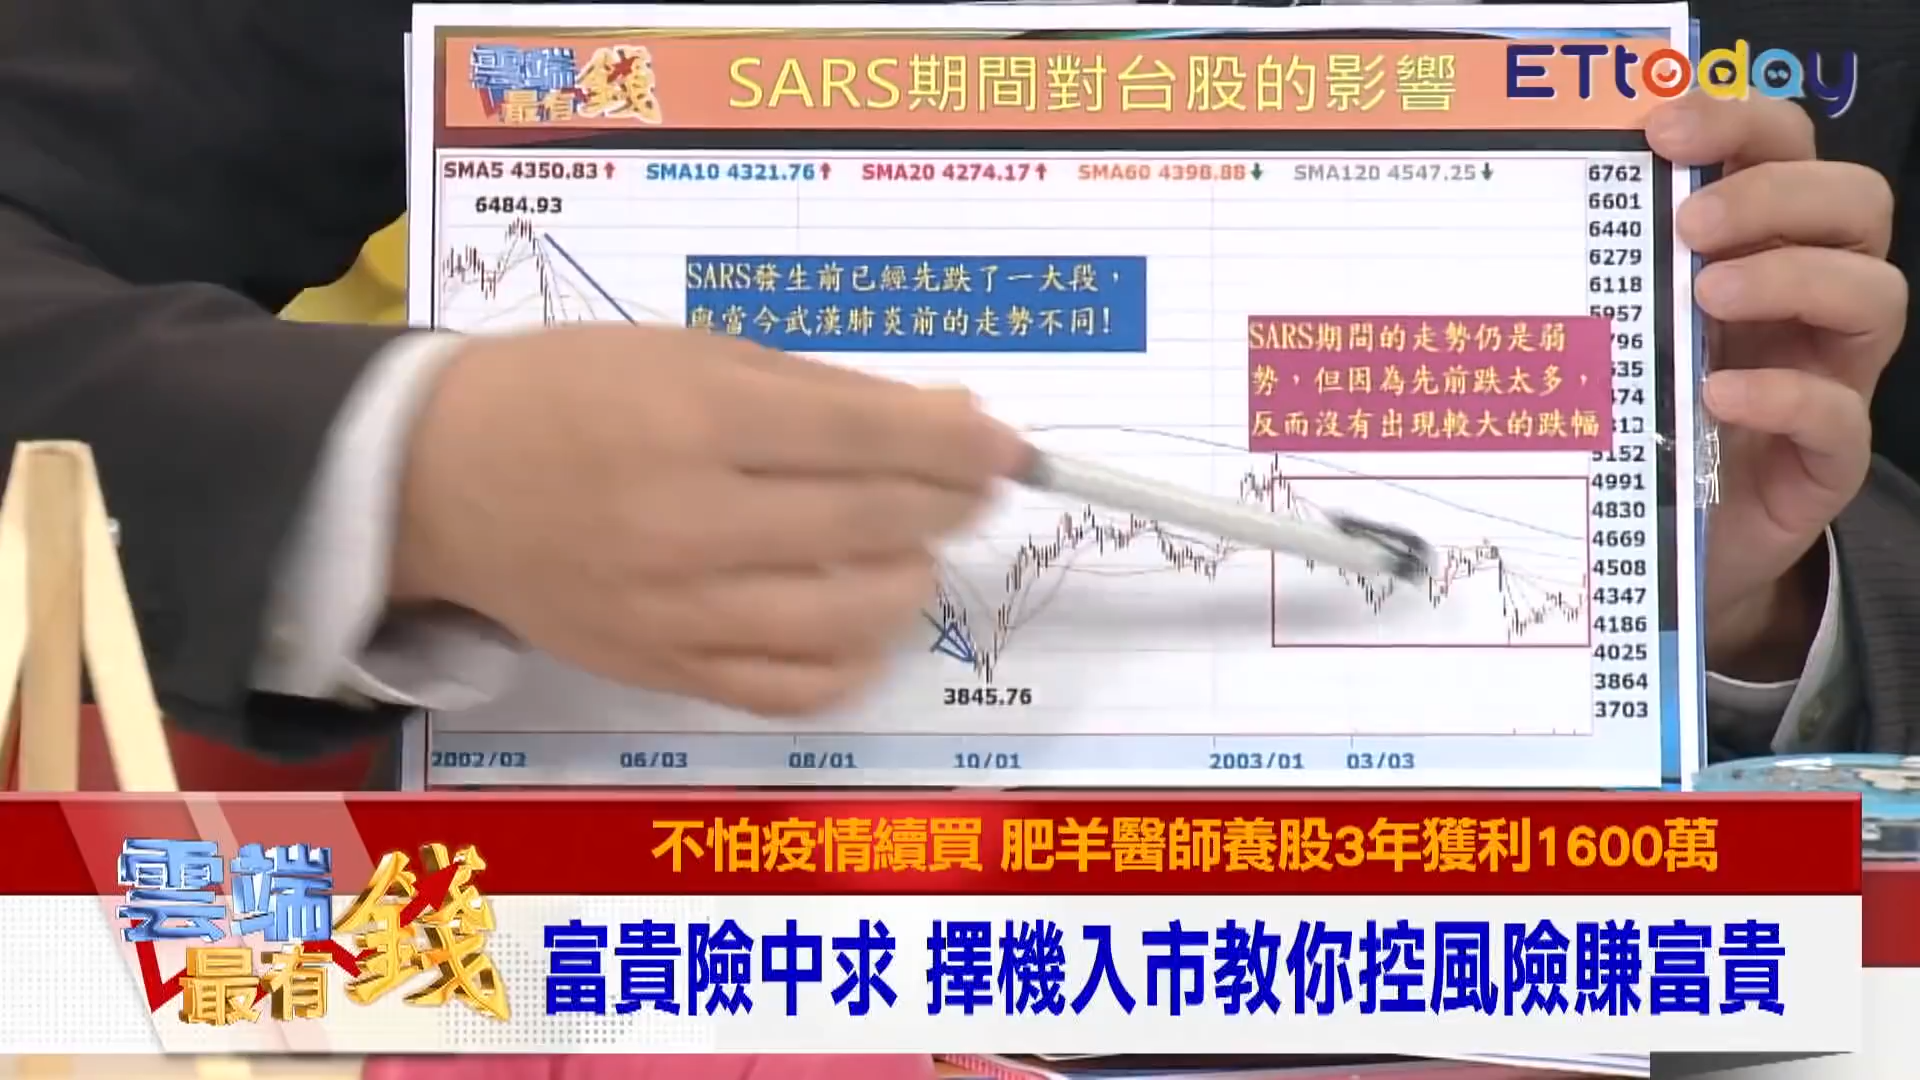 雲端最有錢
SARS期間對台股的影響
ETtoday
SMA5 4350.83↑ SMA10 4321.76↑ SMA20 4274.17↑ SMA60 4398.88↓ SMA120 4547.25↓
6484.93
SARS發生前已經先跌了一大段，
與當今武漢肺炎前的走勢不同!
SARS期間的走勢仍是弱
勢，但因為先前跌太多，
反而沒有出現較大的跌幅
6762
6601
6440
6279
6118
5957
5152
4991
4830
4669
4508
4347
4186
4025
3864
3703
3845.76
2002/02 06/03 08/01 10/01 2003/01 03/03
不怕疫情續買 肥羊醫師養股3年獲利1600萬
雲端
最有錢
富貴險中求 擇機入市教你控風險賺富貴